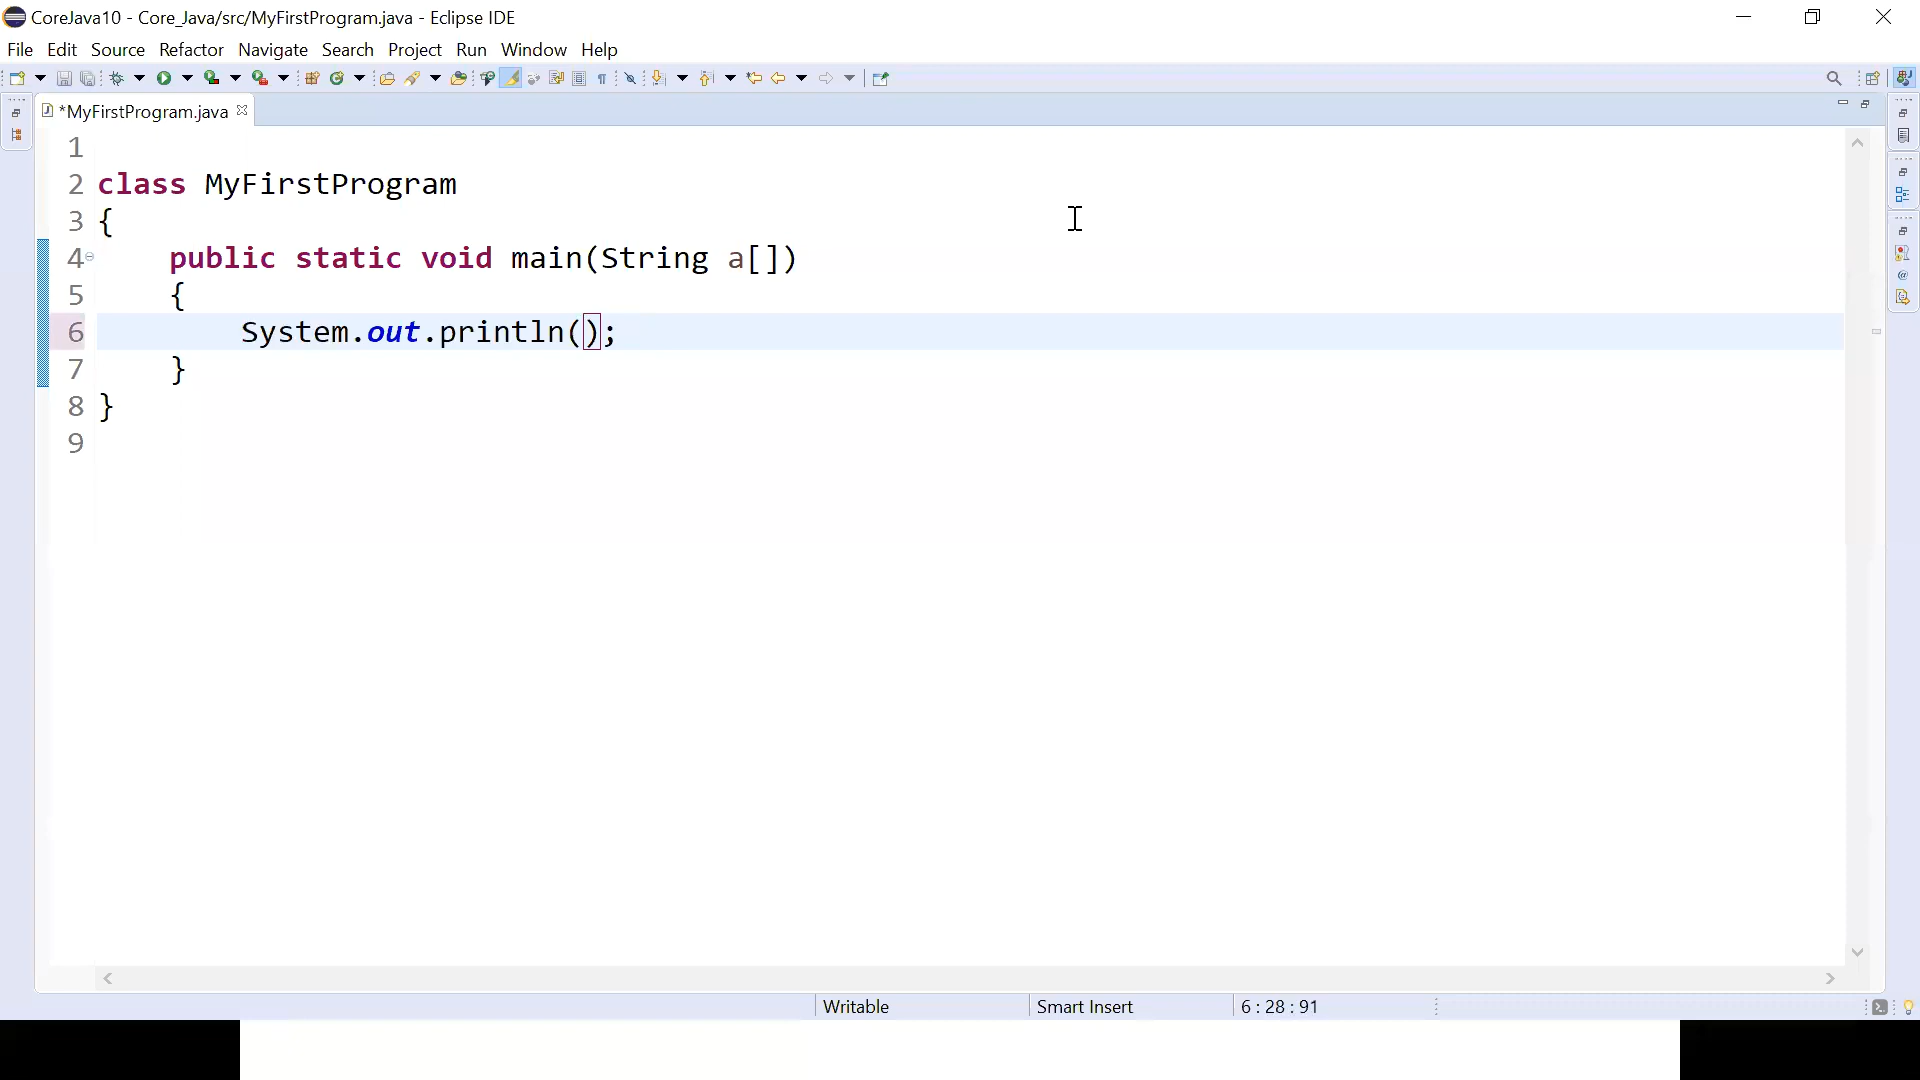 CoreJava10 - Core_Java/src/MyFirstProgram.java - Eclipse IDE
File Edit Source Refactor Navigate Search Project Run Window Help
*MyFirstProgram.java
1
2 class MyFirstProgram
3 {
4     public static void main(String a[])
5     {
6         System.out.println();
7     }
8 }
9
Writable Smart Insert 6 : 28 : 91